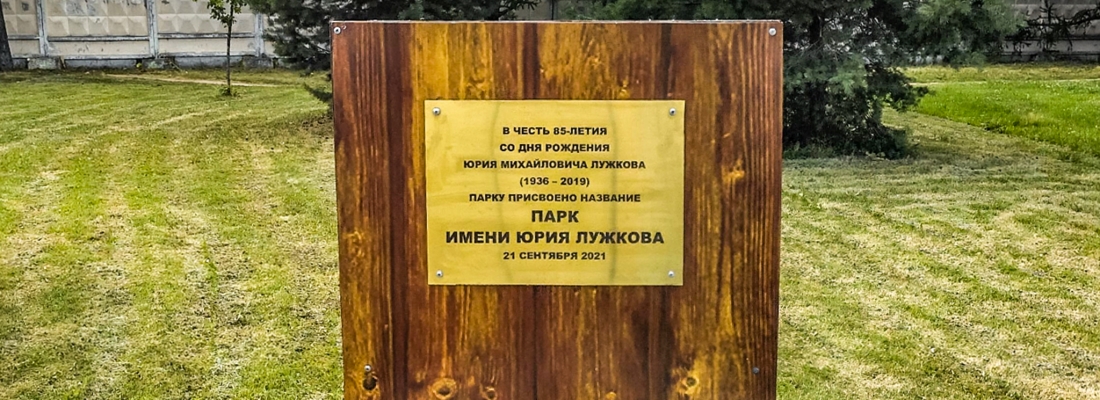 В ЧЕСТЬ 85-ЛЕТИЯ
СО ДНЯ РОЖДЕНИЯ
ЮРИЯ МИХАЙЛОВИЧА ЛУЖКОВА
(1936 – 2019)
ПАРКУ ПРИСВОЕНО НАЗВАНИЕ
ПАРК
ИМЕНИ ЮРИЯ ЛУЖКОВА
21 СЕНТЯБРЯ 2021